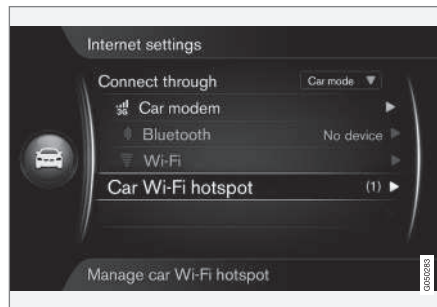 Internet settings
Connect through Car mode ▼
3G Car modem
Bluetooth No device
Wi-Fi
Car Wi-Fi hotspot (1)
Manage car Wi-Fi hotspot
G050283